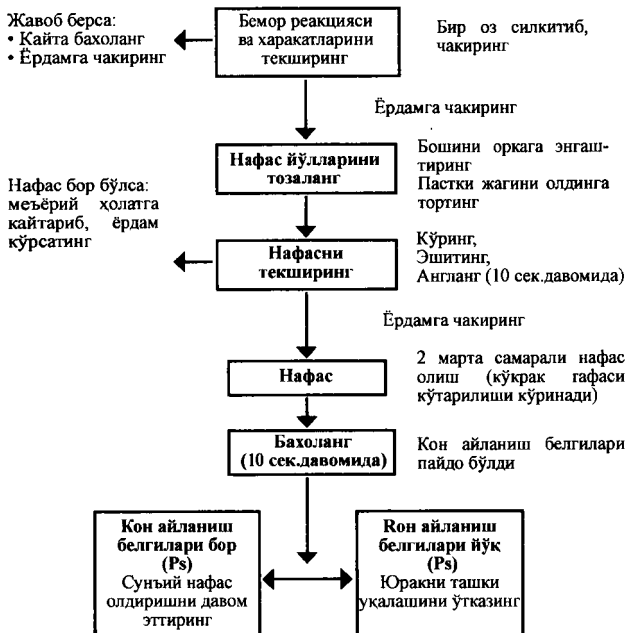 Жавоб берса:
• Кайта бахоланг
• Ёрдамга чакиринг
Бемор реакцияси
ва харакатларини
текширинг
Бир оз силкитиб,
чакиринг
Ёрдамга чакиринг
Нафас йўлларини
тозаланг
Бошини оркага энгаш-
тиринг
Пастки жагини олдинга
тортинг
Нафас бор бўлса:
меъёрий ҳолатга
кайтариб, ёрдам
кўрсатинг
Нафасни
текширинг
Кўринг,
Эшитинг,
Англанг (10 сек.давомида)
Ёрдамга чакиринг
Нафас
2 марта самарали нафас
олиш (кўкрак гафаси
кўтарилиши кўринади)
Бахоланг
(10 сек.давомида)
Кон айланиш белгилари
пайдо бўлди
Кон айланиш
белгилари бор
(Ps)
Сунъий нафас
олдиришни давом
эттиринг
Rон айланиш
белгилари йўқ
(Ps)
Юракни ташки
уқалашини ўтказинг